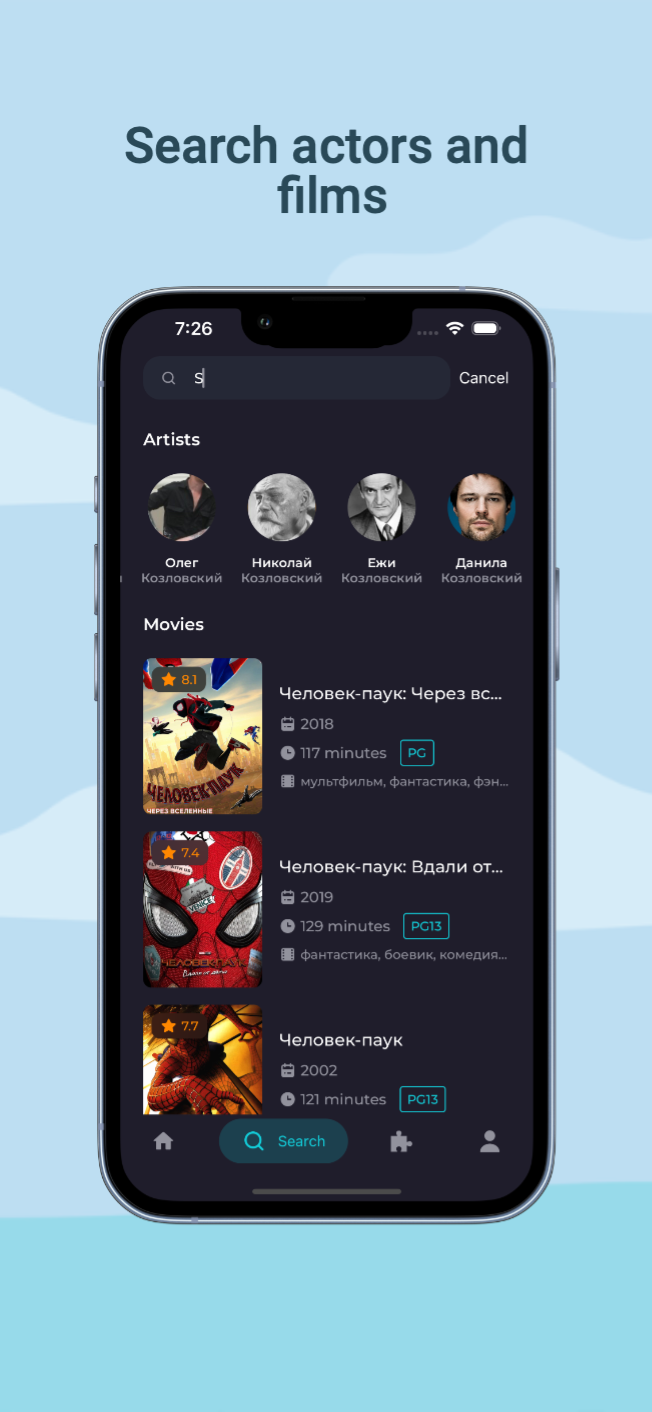 Search actors and
films
7:26
S
Cancel
Artists
Олег
Козловский
Николай
Козловский
Ежи
Козловский
Данила
Козловский
Movies
8.1
ЧЕЛОВЕК-ПАУК
ЧЕРЕЗ ВСЕЛЕННЫЕ
Человек-паук: Через вс...
2018
117 minutes
PG
мультфильм, фантастика, фэн...
7.4
VENICE
ЧЕЛОВЕК-ПАУК
Вдали от дома
Человек-паук: Вдали от...
2019
129 minutes
PG13
фантастика, боевик, комедия...
7.7
Человек-паук
2002
121 minutes
PG13
Search